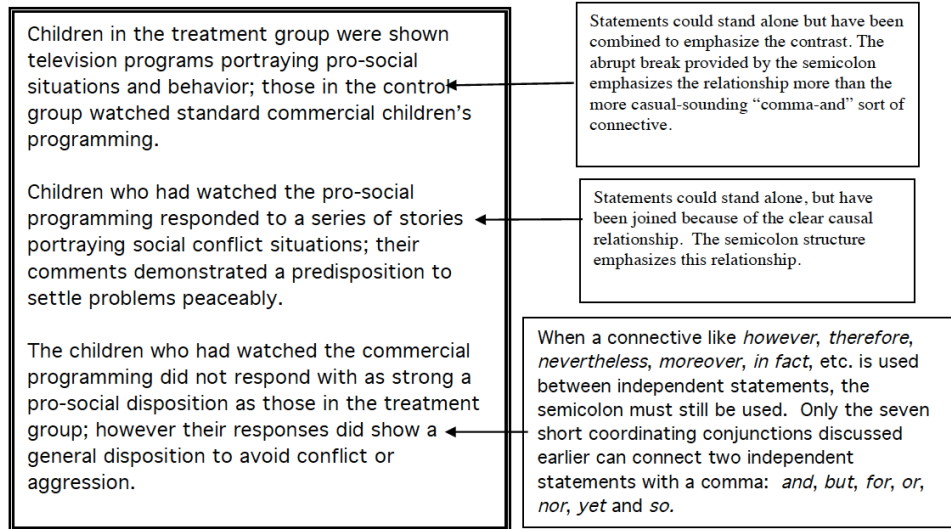 Children in the treatment group were shown
television programs portraying pro-social
situations and behavior; those in the control
group watched standard commercial children's
programming.
Statements could stand alone but have been
combined to emphasize the contrast. The
abrupt break provided by the semicolon
emphasizes the relationship more than the
more casual-sounding “comma-and” sort of
connective.
Children who had watched the pro-social
programming responded to a series of stories
portraying social conflict situations; their
comments demonstrated a predisposition to
settle problems peaceably.
Statements could stand alone, but have
been joined because of the clear causal
relationship.  The semicolon structure
emphasizes this relationship.
The children who had watched the commercial
programming did not respond with as strong a
pro-social disposition as those in the treatment
group; however their responses did show a
general disposition to avoid conflict or
aggression.
When a connective like however, therefore,
nevertheless, moreover, in fact, etc. is used
between independent statements, the
semicolon must still be used.  Only the seven
short coordinating conjunctions discussed
earlier can connect two independent
statements with a comma:  and, but, for, or,
nor, yet and so.